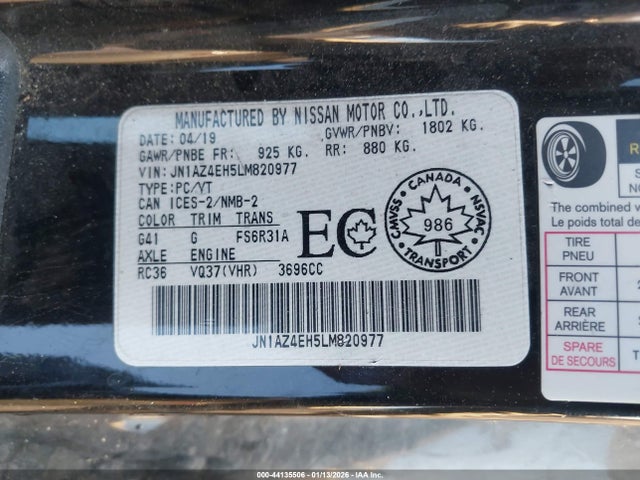 MANUFACTURED BY NISSAN MOTOR CO.,LTD.
DATE: 04/19 GVWR/PNBV: 1802 KG.
GAWR/PNBE FR: 925 KG. RR: 880 KG.
VIN: JN1AZ4EH5LM820977
TYPE: PC/VT
CAN ICES-2/NMB-2
COLOR TRIM TRANS
G41 G FS6R31A
AXLE ENGINE
RC36 VQ37(VHR) 3696CC
EC
CANADA
CMVSS 986 NSVAC
TRANSPORT
JN1AZ4EH5LM820977
The combined w
Le poids total de
TIRE
PNEU
FRONT
AVANT
REAR
ARRIÈRE
SPARE
DE SECOURS
000-44135506 - 01/13/2026 - IAA Inc.